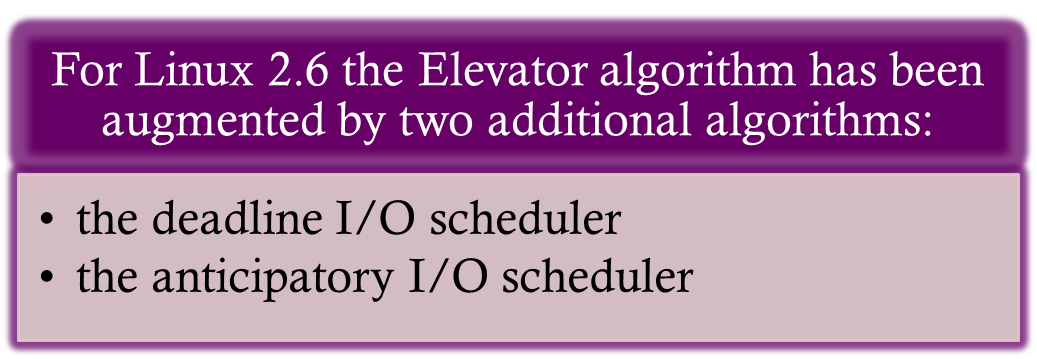 For Linux 2.6 the Elevator algorithm has been
augmented by two additional algorithms:
• the deadline I/O scheduler
• the anticipatory I/O scheduler